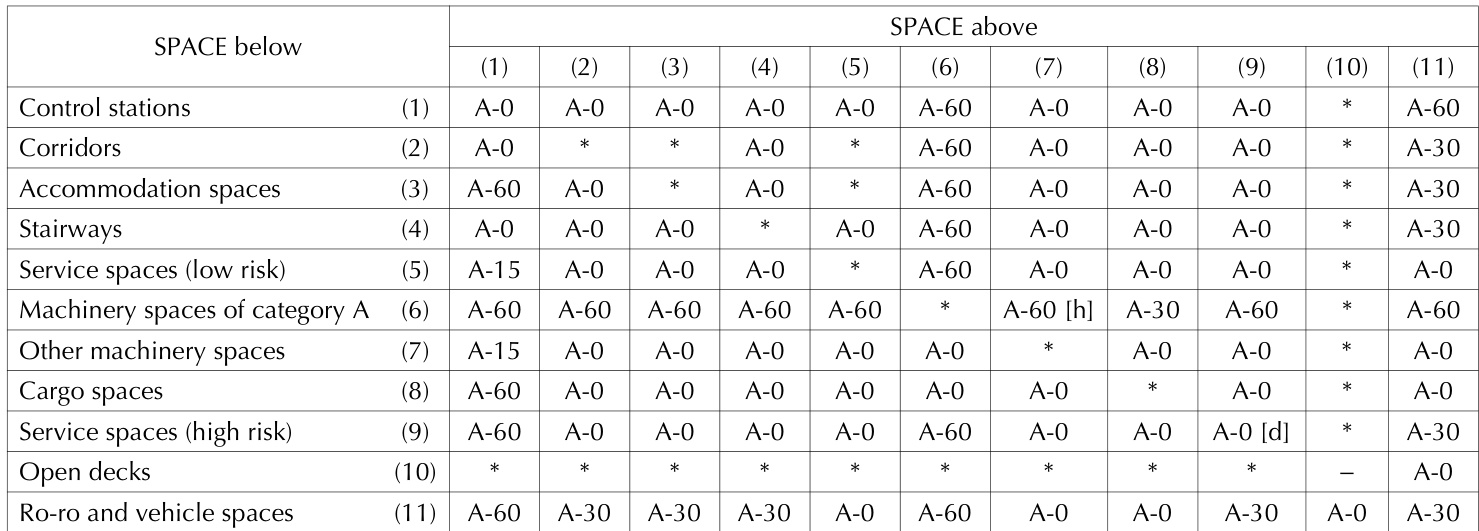 SPACE below SPACE above
(1) (2) (3) (4) (5) (6) (7) (8) (9) (10) (11)
Control stations (1) A-0 A-0 A-0 A-0 A-0 A-60 A-0 A-0 A-0 * A-60
Corridors (2) A-0 * * A-0 * A-60 A-0 A-0 A-0 * A-30
Accommodation spaces (3) A-60 A-0 * A-0 * A-60 A-0 A-0 A-0 * A-30
Stairways (4) A-0 A-0 A-0 * A-0 A-60 A-0 A-0 A-0 * A-30
Service spaces (low risk) (5) A-15 A-0 A-0 A-0 * A-60 A-0 A-0 A-0 * A-0
Machinery spaces of category A (6) A-60 A-60 A-60 A-60 A-60 * A-60 [h] A-30 A-60 * A-60
Other machinery spaces (7) A-15 A-0 A-0 A-0 A-0 A-0 * A-0 A-0 * A-0
Cargo spaces (8) A-60 A-0 A-0 A-0 A-0 A-0 A-0 * A-0 * A-0
Service spaces (high risk) (9) A-60 A-0 A-0 A-0 A-0 A-60 A-0 A-0 A-0 [d] * A-30
Open decks (10) * * * * * * * * * – A-0
Ro-ro and vehicle spaces (11) A-60 A-30 A-30 A-30 A-0 A-60 A-0 A-0 A-30 A-0 A-30